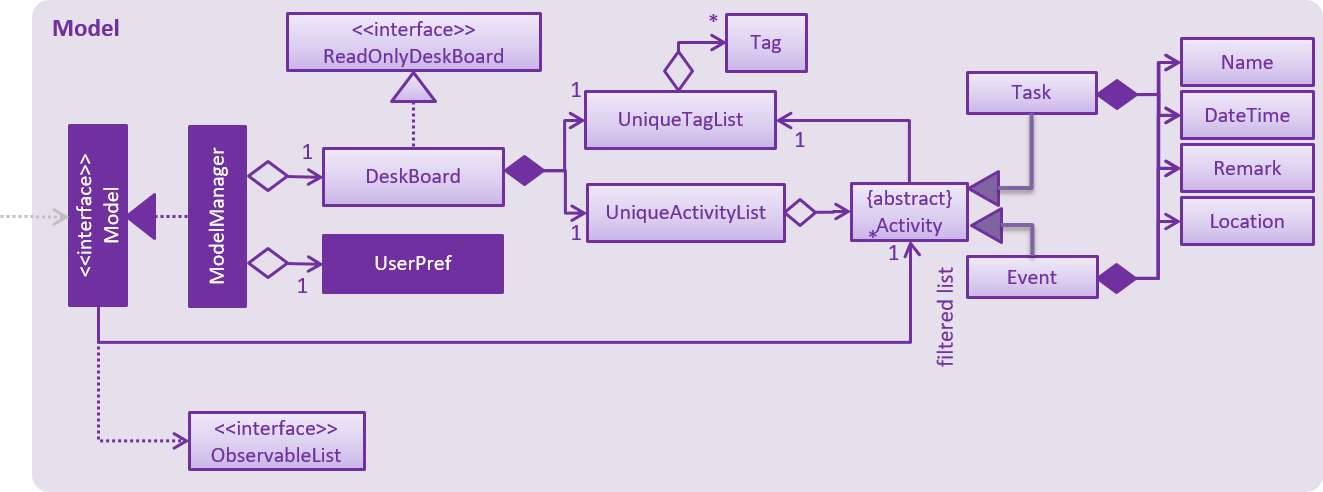 Model
<<interface>>
ReadOnlyDeskBoard
*
Tag
Name
Task
DateTime
1
UniqueTagList
1
<<interface>>
Model
ModelManager
1
DeskBoard
Remark
UniqueActivityList
1
{abstract}
Activity
*
1
Location
UserPref
1
Event
filtered list
<<interface>>
ObservableList